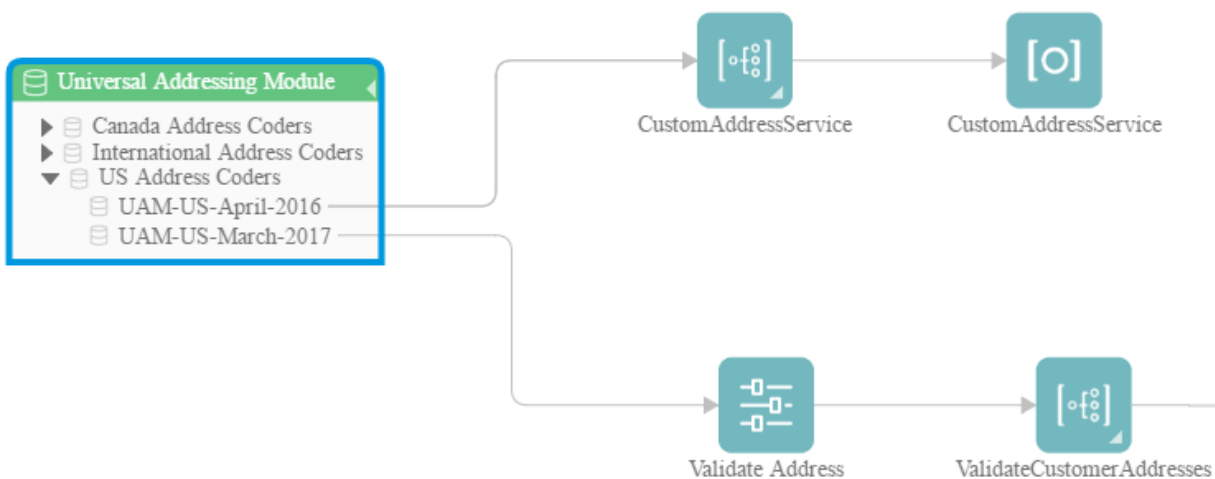 Universal Addressing Module
Canada Address Coders
International Address Coders
US Address Coders
UAM-US-April-2016
UAM-US-March-2017
CustomAddressService
CustomAddressService
Validate Address
ValidateCustomerAddresses